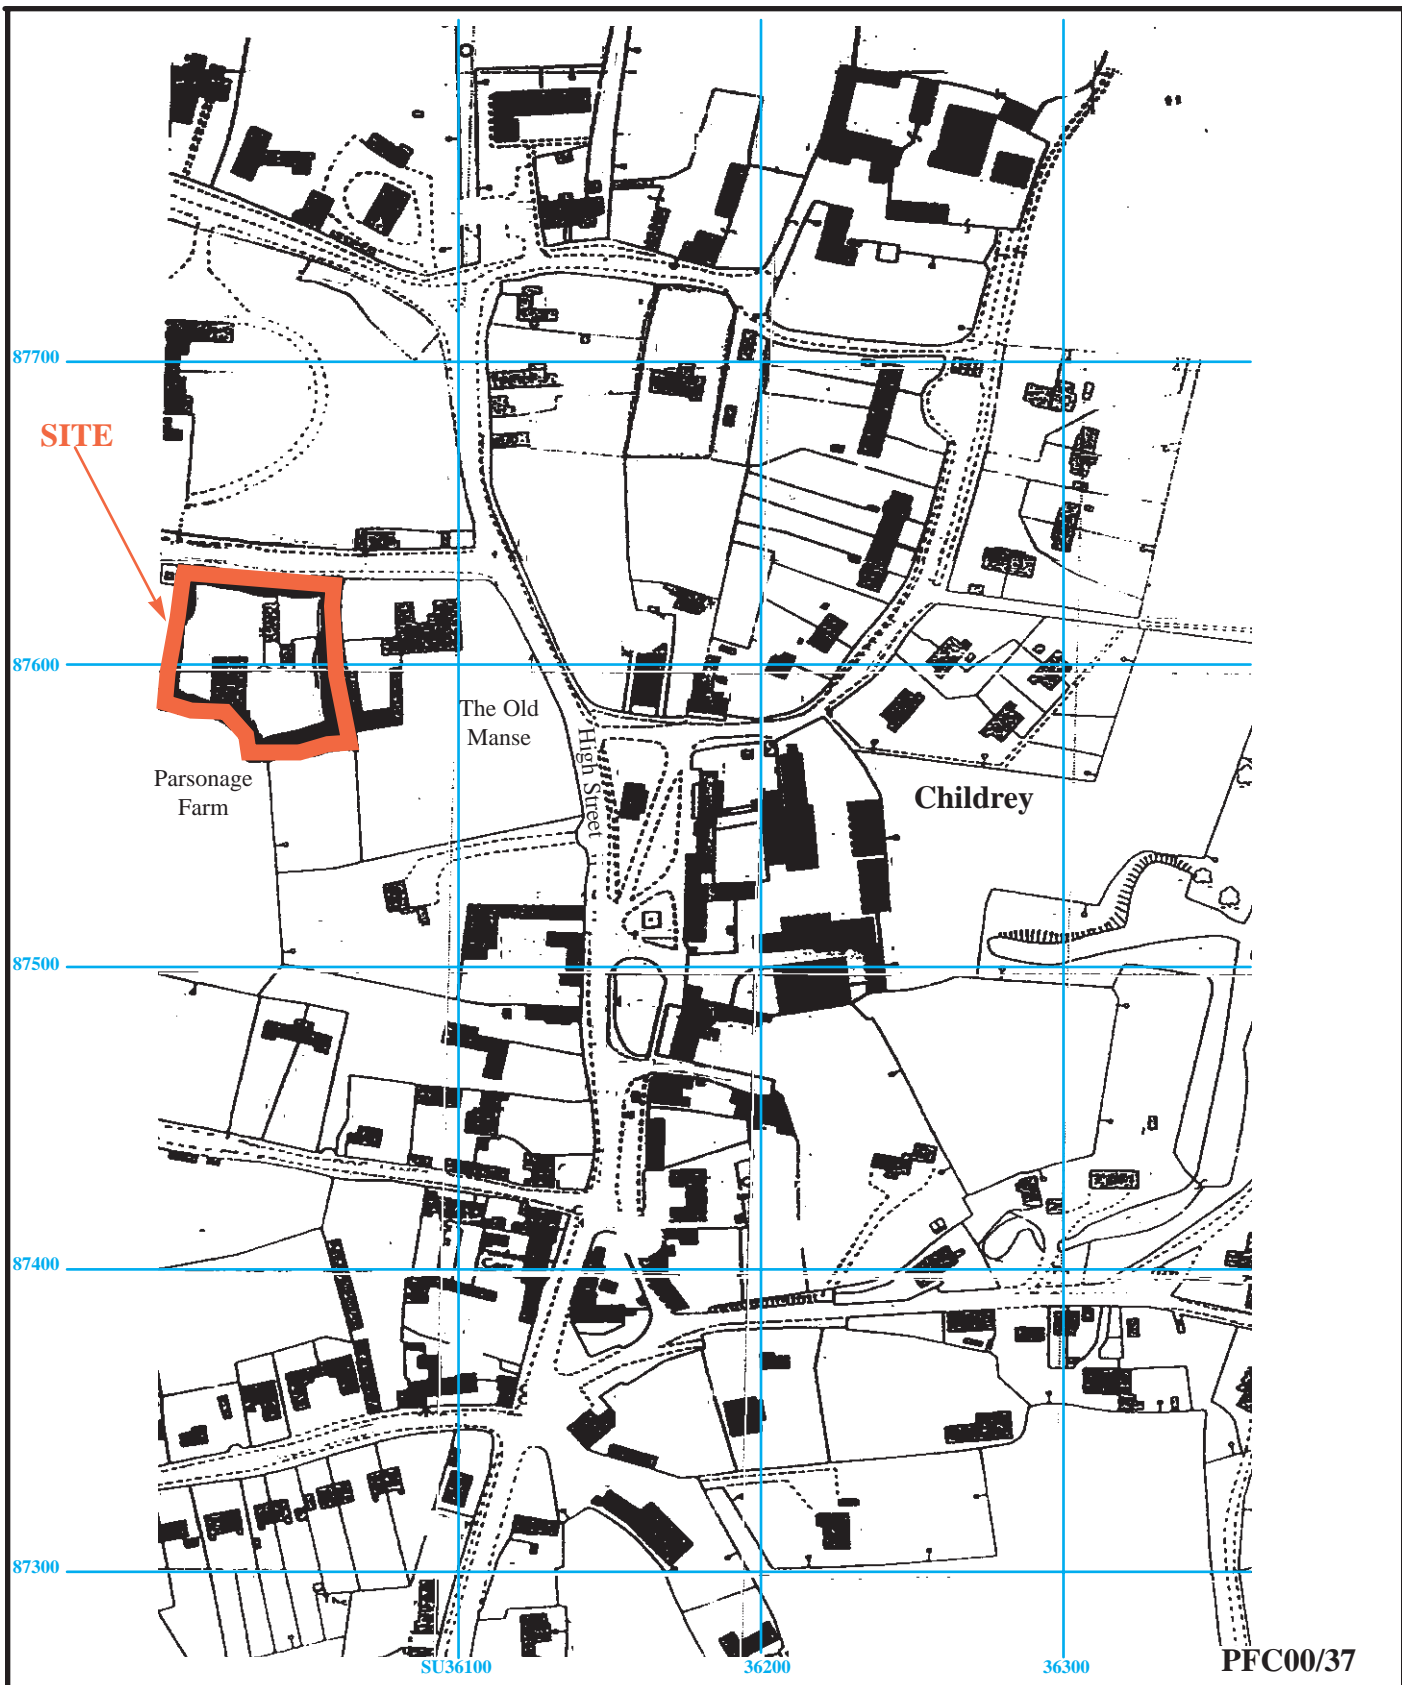 87700
SITE
87600
The Old
Manse
High Street
Parsonage
Farm
Childrey
87500
87400
87300
SU36100
36200
36300
PFC00/37